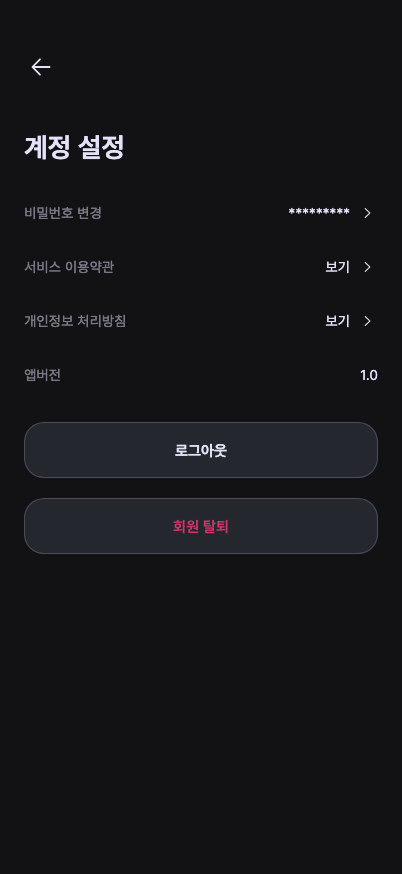 계정 설정
비밀번호 변경 *********
서비스 이용약관 보기
개인정보 처리방침 보기
앱버전 1.0
로그아웃
회원 탈퇴